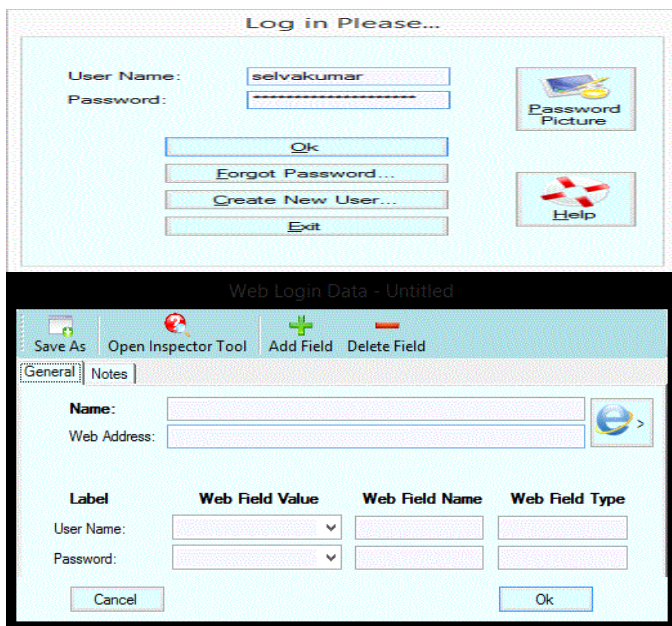 Log in Please...
User Name: selvakumar
Password: ********************
Password Picture
Ok
Forgot Password...
Create New User...
Exit
Help
Web Login Data - Untitled
Save As Open Inspector Tool Add Field Delete Field
General Notes
Name:
Web Address: >
Label Web Field Value Web Field Name Web Field Type
User Name:
Password:
Cancel Ok